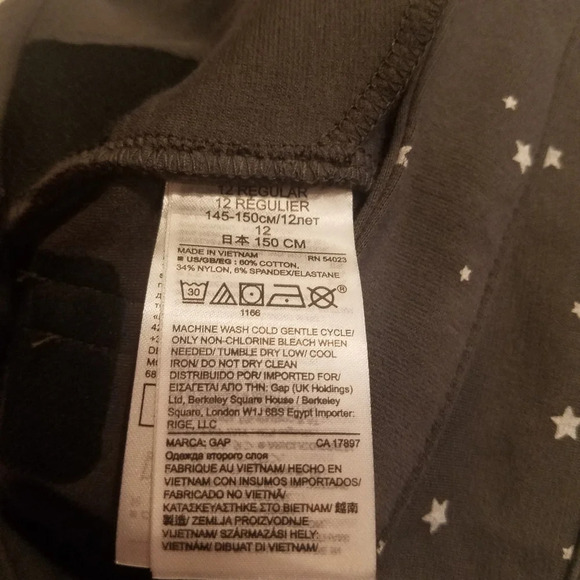 12 REGULAR
12 RÉGULIER
145-150см/12лет
12
日本 150 CM
MADE IN VIETNAM RN 54023
■ US/GB/EG : 60% COTTON,
34% NYLON, 6% SPANDEX/ELASTANE
30
1166
MACHINE WASH COLD GENTLE CYCLE/
ONLY NON-CHLORINE BLEACH WHEN
NEEDED/ TUMBLE DRY LOW/ COOL
IRON/ DO NOT DRY CLEAN
DISTRIBUIDO POR/ IMPORTED FOR/
ΕΙΣΑΓΕΤΑΙ ΑΠΟ ΤΗΝ: Gap (UK Holdings)
Ltd, Berkeley Square House / Berkeley
Square, London W1J 6BS Egypt Importer:
RIGE, LLC
MARCA: GAP CA 17897
Одежда второго слоя
FABRIQUE AU VIETNAM/ HECHO EN
VIETNAM CON INSUMOS IMPORTADOS/
FABRICADO NO VIETNÃ/
ΚΑΤΑΣΚΕΥΑΣΤΗΚΕ ΣΤΟ ΒΙΕΤΝΑΜ/ 越南
製造/ ZEMLJA PROIZVODNJE
VIJETNAM/ SZÁRMAZÁSI HELY:
VIETNÁM/ DIBUAT DI VIETNAM/